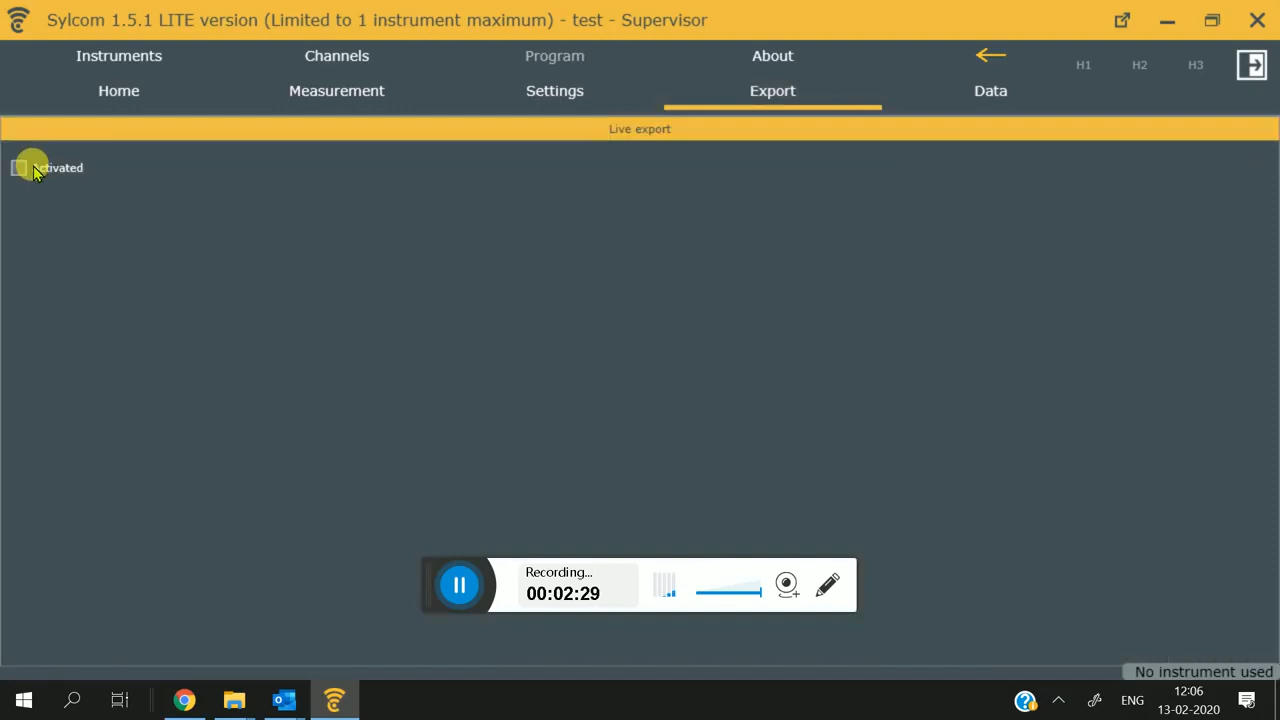 Sylcom 1.5.1 LITE version (Limited to 1 instrument maximum) - test - Supervisor
Instruments Channels Program About H1 H2 H3
Home Measurement Settings Export Data
Live export
Recording...
00:02:29
No instrument used
ENG
12:06
13-02-2020